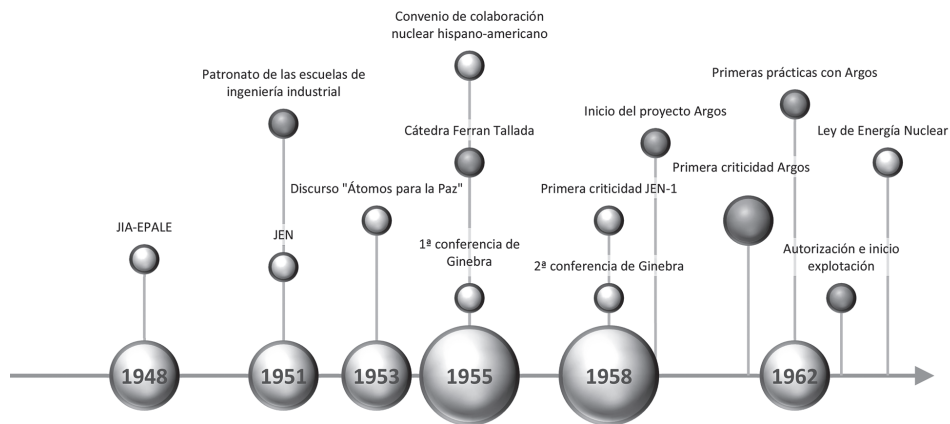 Convenio de colaboración
nuclear hispano-americano
Patronato de las escuelas de
ingeniería industrial
Primeras prácticas con Argos
Cátedra Ferran Tallada
Inicio del proyecto Argos
Ley de Energía Nuclear
Primera criticidad Argos
Discurso "Átomos para la Paz"
Primera criticidad JEN-1
JIA-EPALE
JEN
1ª conferencia de
Ginebra
2ª conferencia de Ginebra
Autorización e inicio
explotación
1948
1951
1953
1955
1958
1962